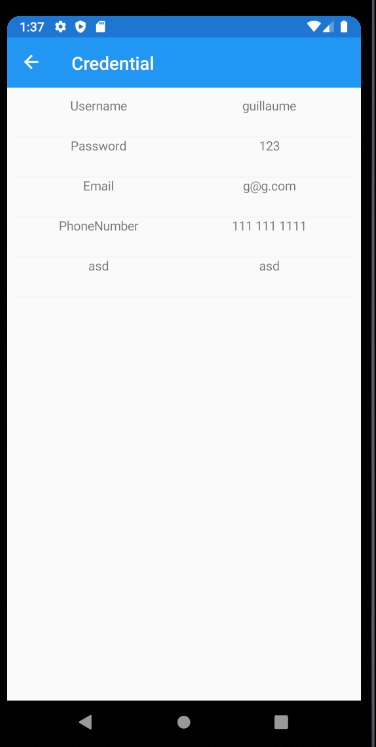 1:37
Credential
Username guillaume
Password 123
Email g@g.com
PhoneNumber 111 111 1111
asd asd